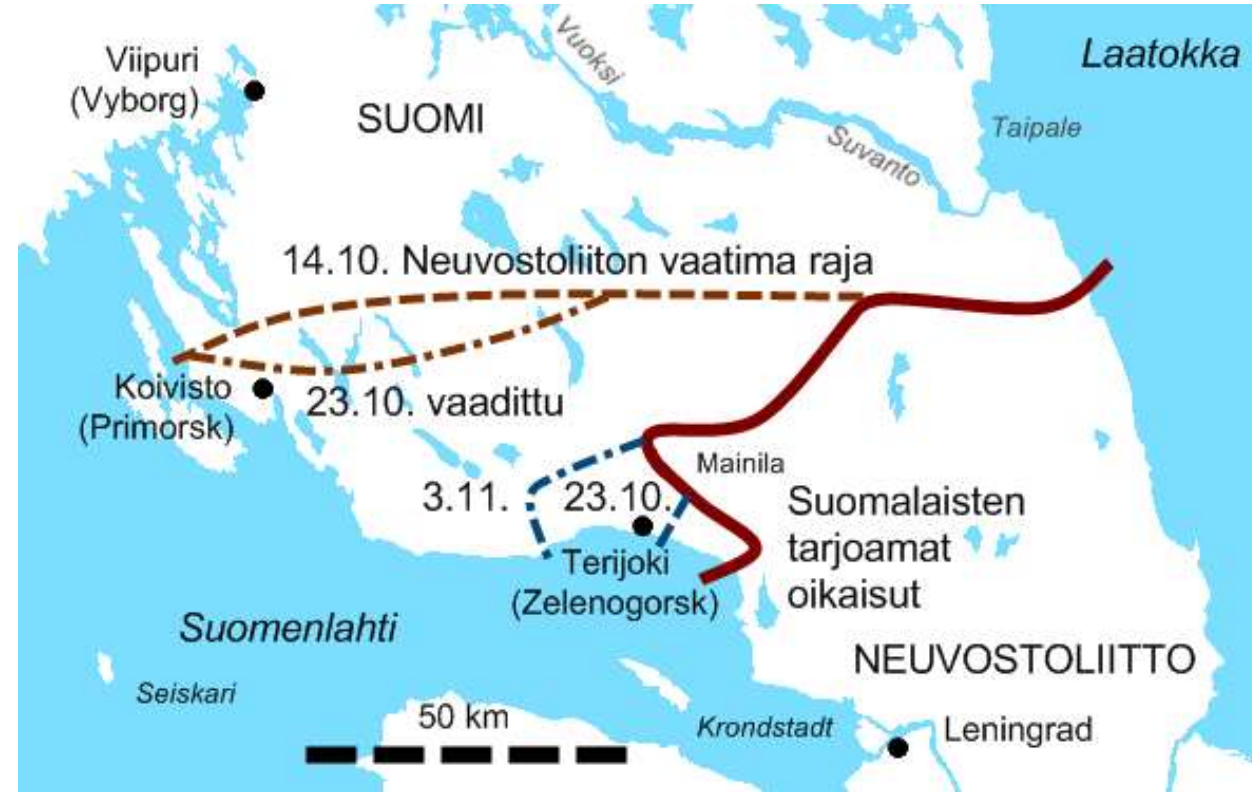 Viipuri
(Vyborg)
SUOMI
Vuoksi
Suvanto
Laatokka
Taipale
14.10. Neuvostoliiton vaatima raja
Koivisto
(Primorsk)
23.10. vaadittu
3.11.
23.10.
Mainila
Terijoki
(Zelenogorsk)
Suomalaisten
tarjoamat
oikaisut
Suomenlahti
NEUVOSTOLIITTO
Seiskari
50 km
Krondstadt
Leningrad